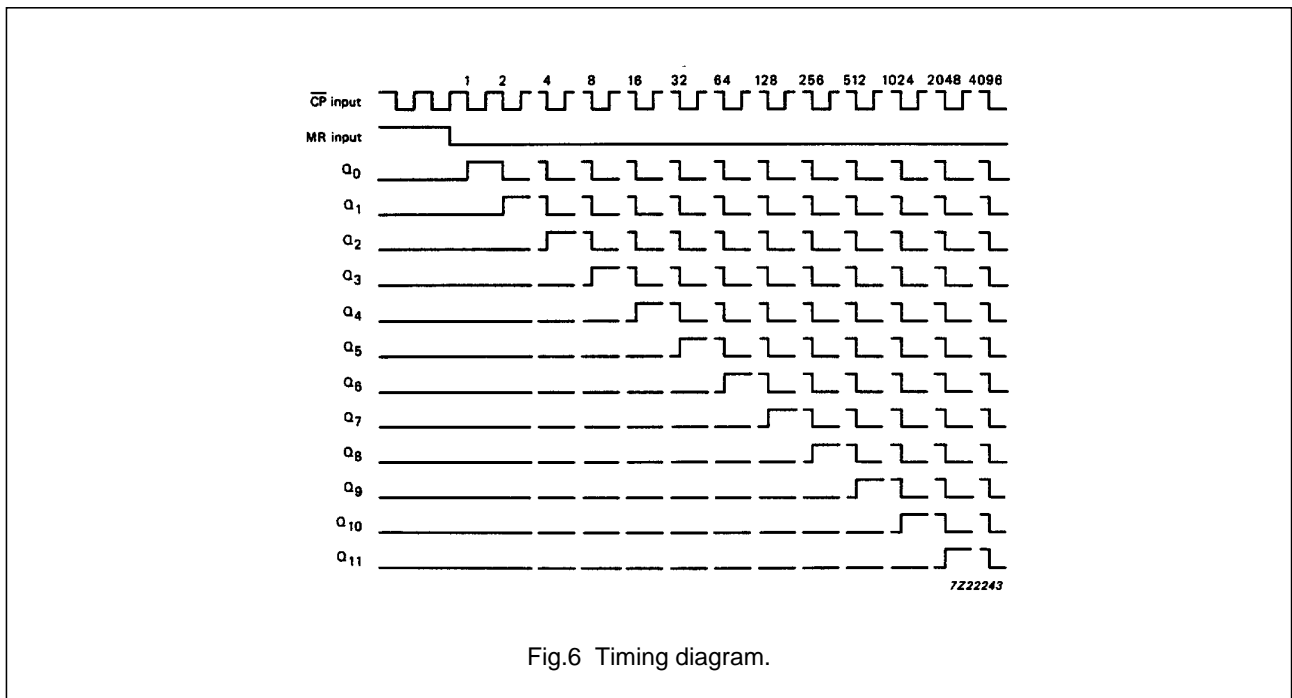 1 2 4 8 16 32 64 128 256 512 1024 2048 4096
C̅P̅ input
MR input
Q0
Q1
Q2
Q3
Q4
Q5
Q6
Q7
Q8
Q9
Q10
Q11
7Z22243
Fig.6 Timing diagram.